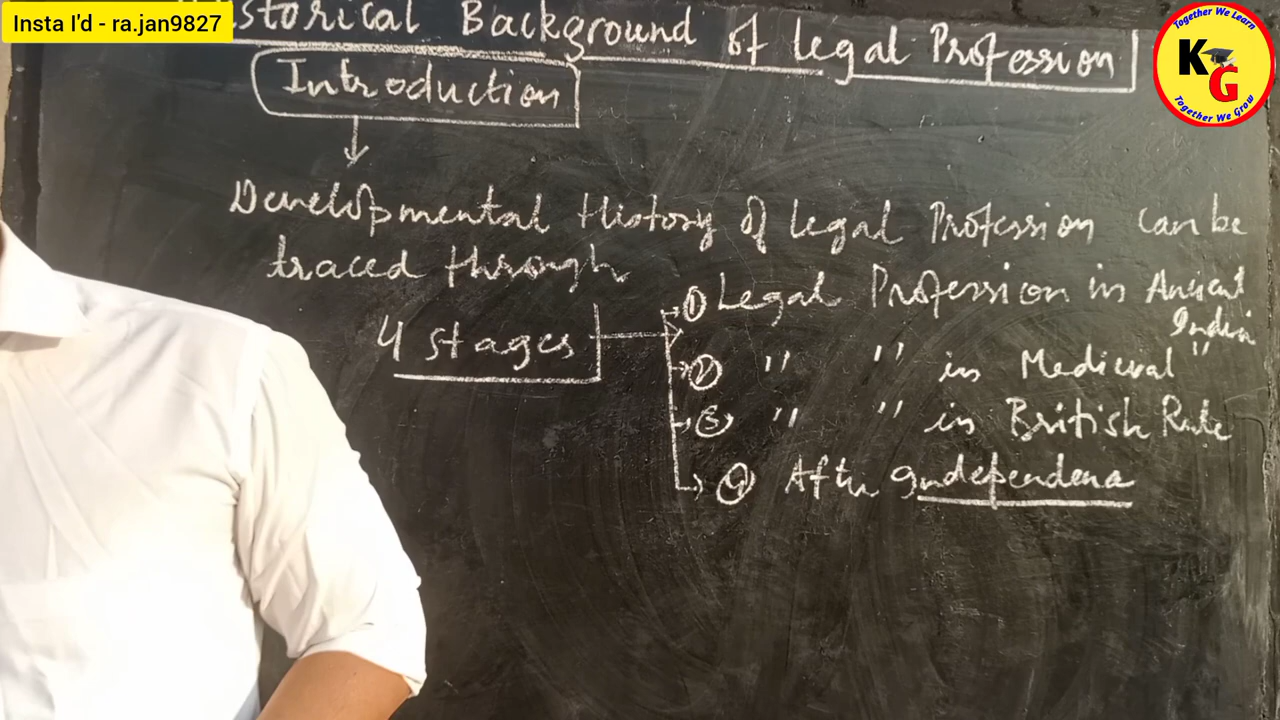 Insta I'd - ra.jan9827
storical Background of legal Profession
Together We Learn
KG
Together We Grow
Introduction
Developmental History of legal Profession can be
traced through
4 stages
① Legal Profession in Ancient
India
② " " in Medieval "
③ " " in British Rule
④ After Independence